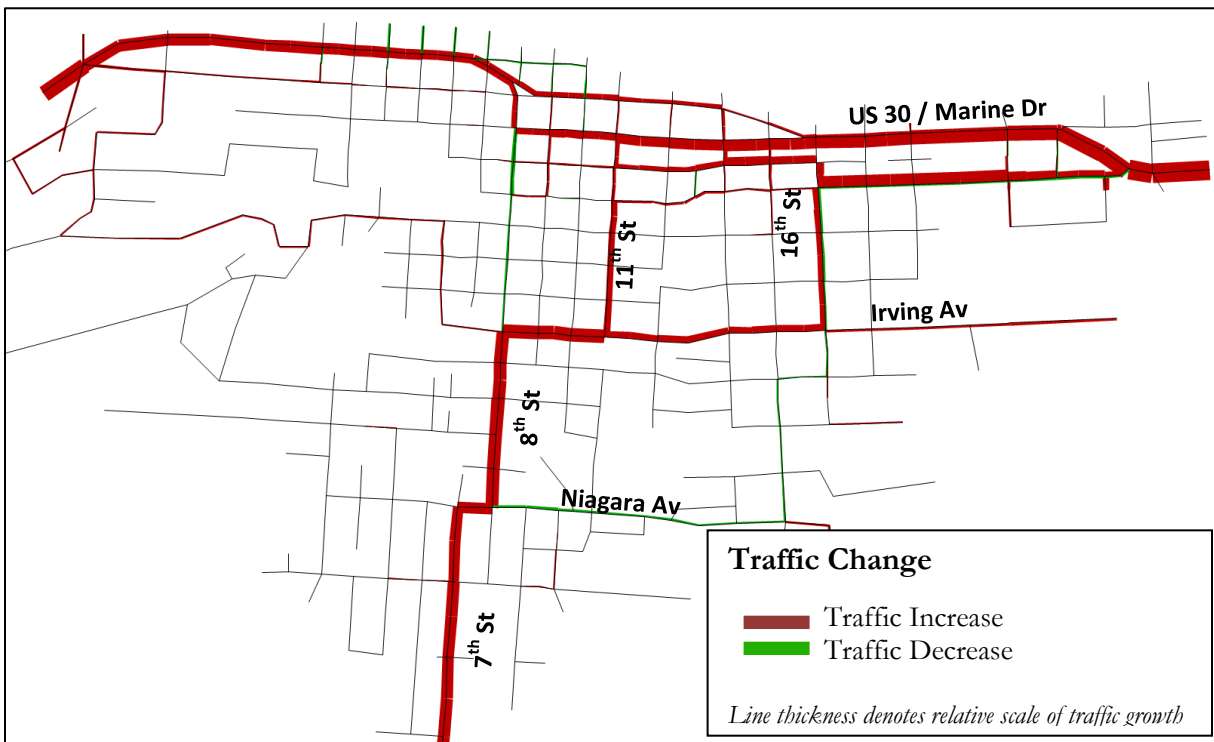 US 30 / Marine Dr
16th St
11th St
Irving Av
8th St
Niagara Av
7th St
Traffic Change
Traffic Increase
Traffic Decrease
Line thickness denotes relative scale of traffic growth